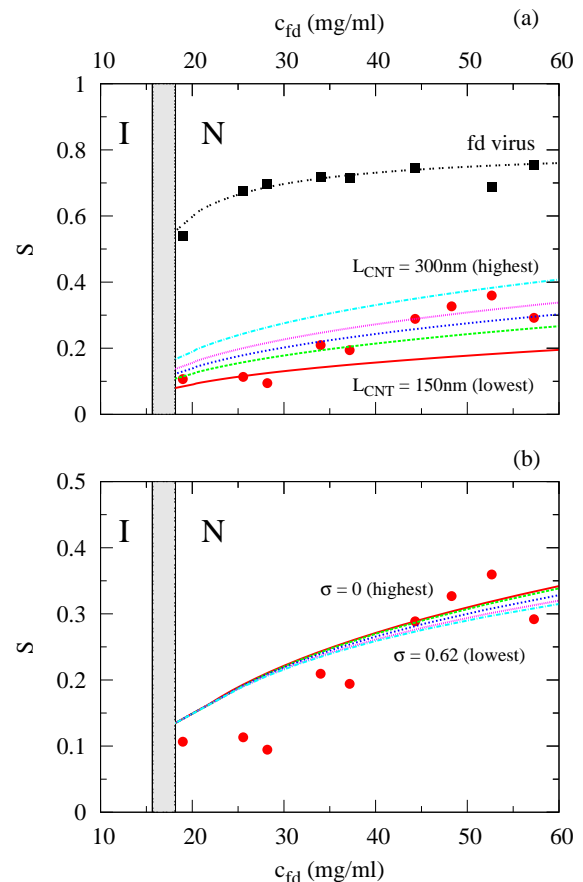 c_fd (mg/ml)
(a)
10 20 30 40 50 60
1
I N
fd virus
0.8
0.6
S
L_CNT = 300nm (highest)
0.4
0.2
L_CNT = 150nm (lowest)
0
(b)
0.5
I N
0.4
σ = 0 (highest)
0.3
S
σ = 0.62 (lowest)
0.2
0.1
0
10 20 30 40 50 60
c_fd (mg/ml)